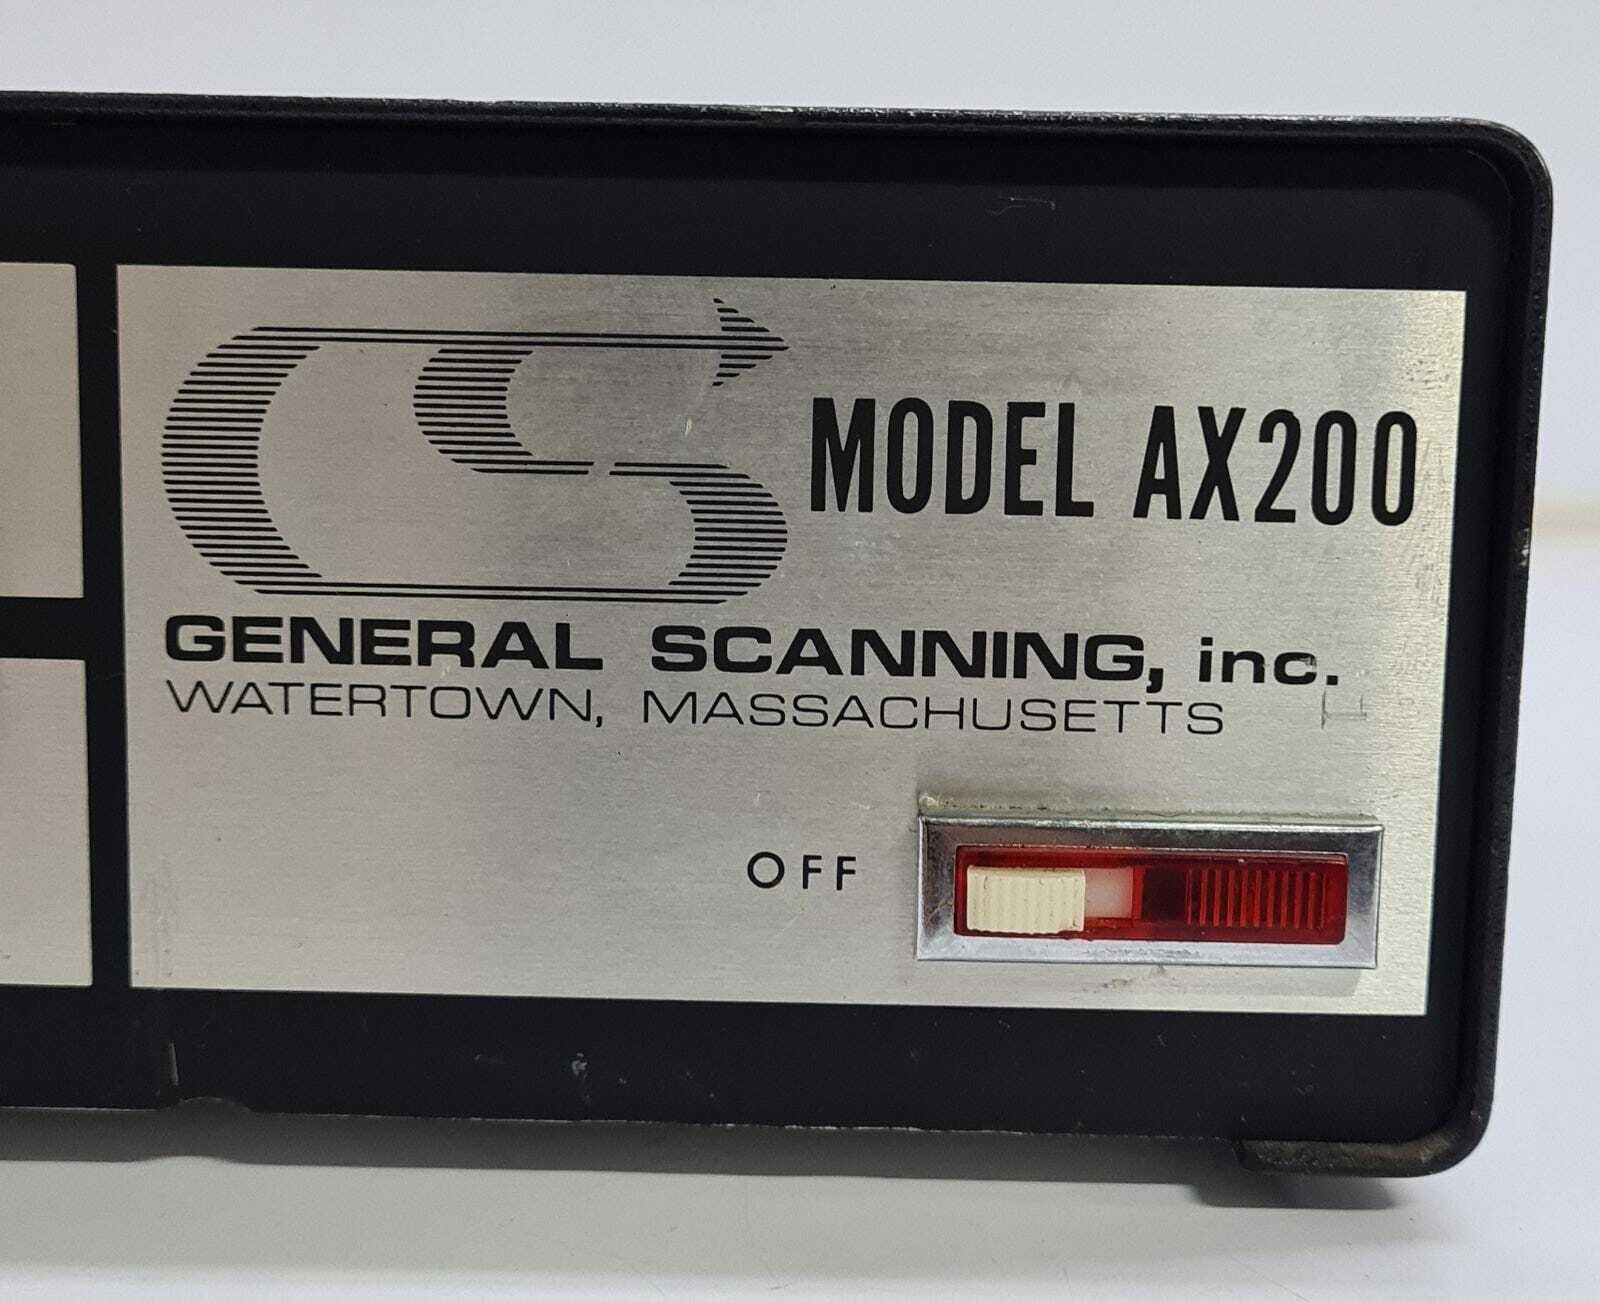 MODEL AX200
GENERAL SCANNING, inc.
WATERTOWN, MASSACHUSETTS
OFF